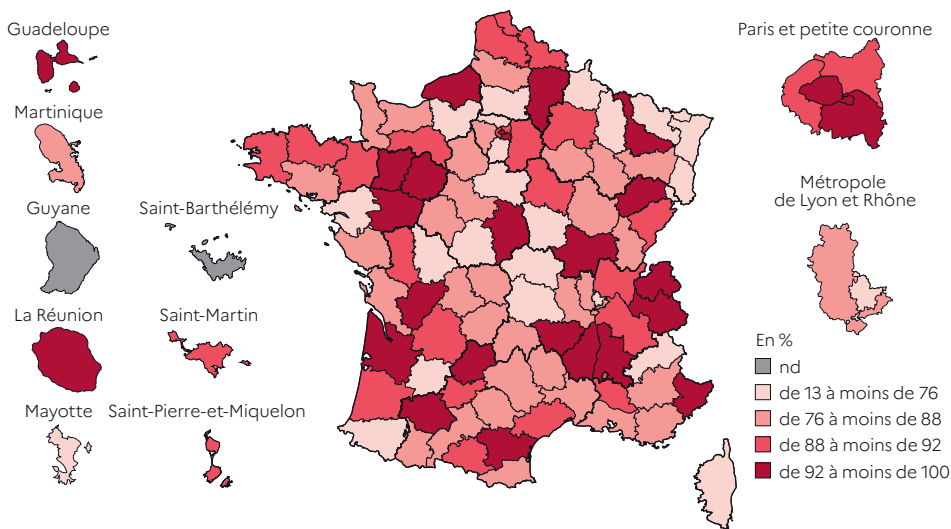 Guadeloupe
Martinique
Guyane
Saint-Barthélémy
La Réunion
Saint-Martin
Mayotte
Saint-Pierre-et-Miquelon
Paris et petite couronne
Métropole
de Lyon et Rhône
En %
nd
de 13 à moins de 76
de 76 à moins de 88
de 88 à moins de 92
de 92 à moins de 100